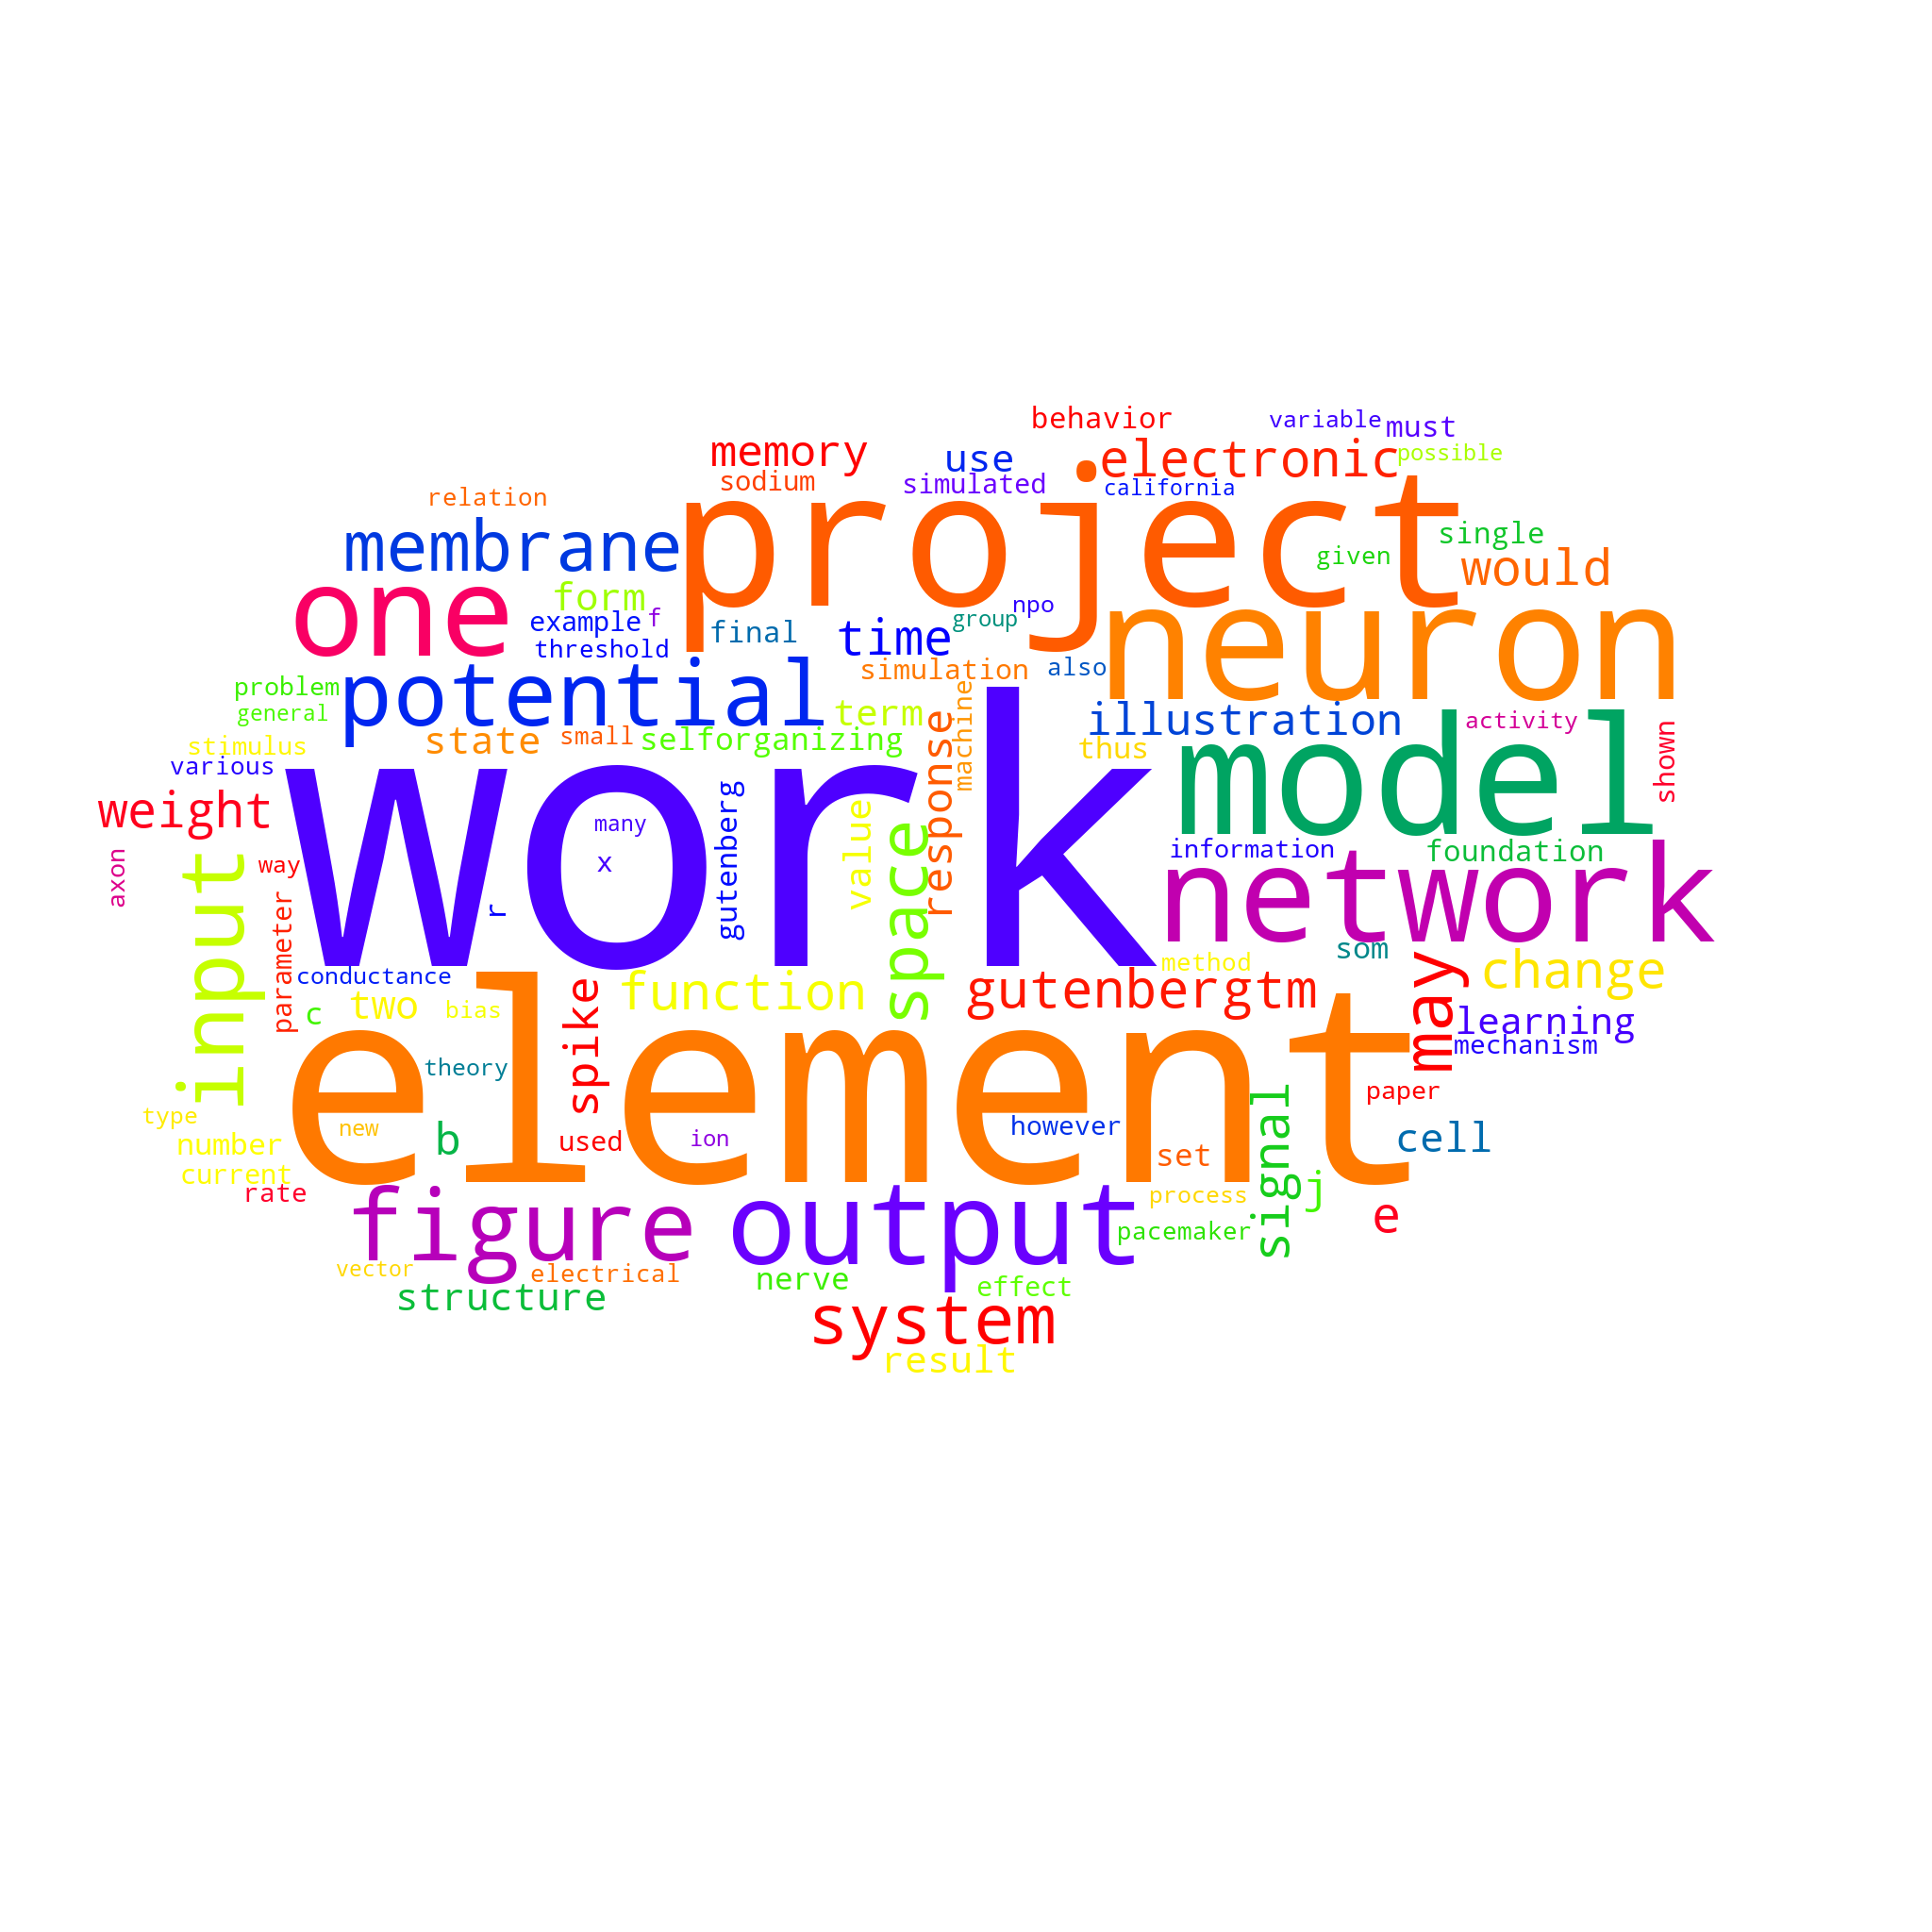 behavior
variable
must
memory
use
electronic
possible
sodium
simulated
california
relation
project
membrane
single
given
would
one
form
npo
neuron
example
f
group
final
time
threshold
simulation
also
problem
potential
general
term
illustration
activity
state
small
selforganizing
response
machine
thus
model
shown
stimulus
various
work
weight
many
gutenberg
value
space
information
foundation
axon
input
way
x
network
r
parameter
conductance
som
method
change
may
c
two
bias
spike
function
gutenbergtm
learning
mechanism
element
theory
paper
type
new
number
b
used
ion
however
set
signal
cell
current
rate
figure
output
process
j
e
pacemaker
vector
electrical
nerve
effect
structure
system
result